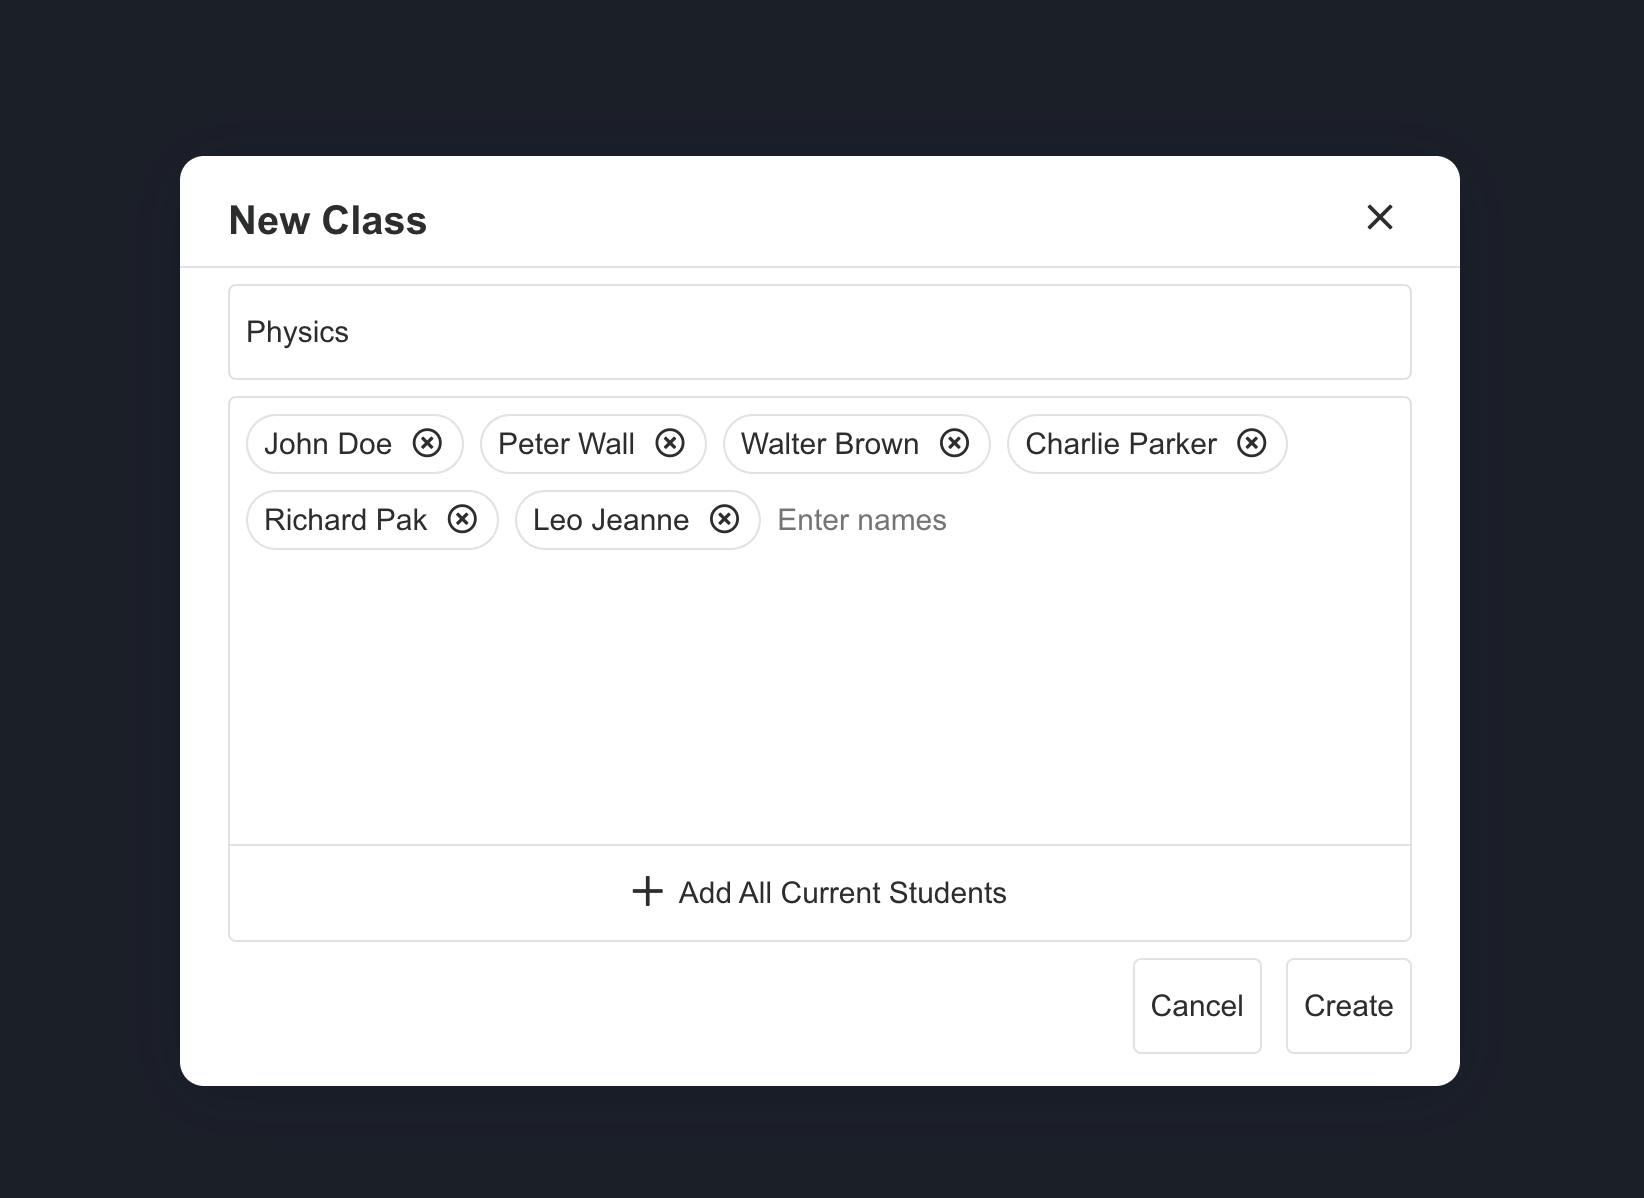 New Class
Physics
John Doe Peter Wall Walter Brown Charlie Parker
Richard Pak Leo Jeanne Enter names
Add All Current Students
Cancel Create